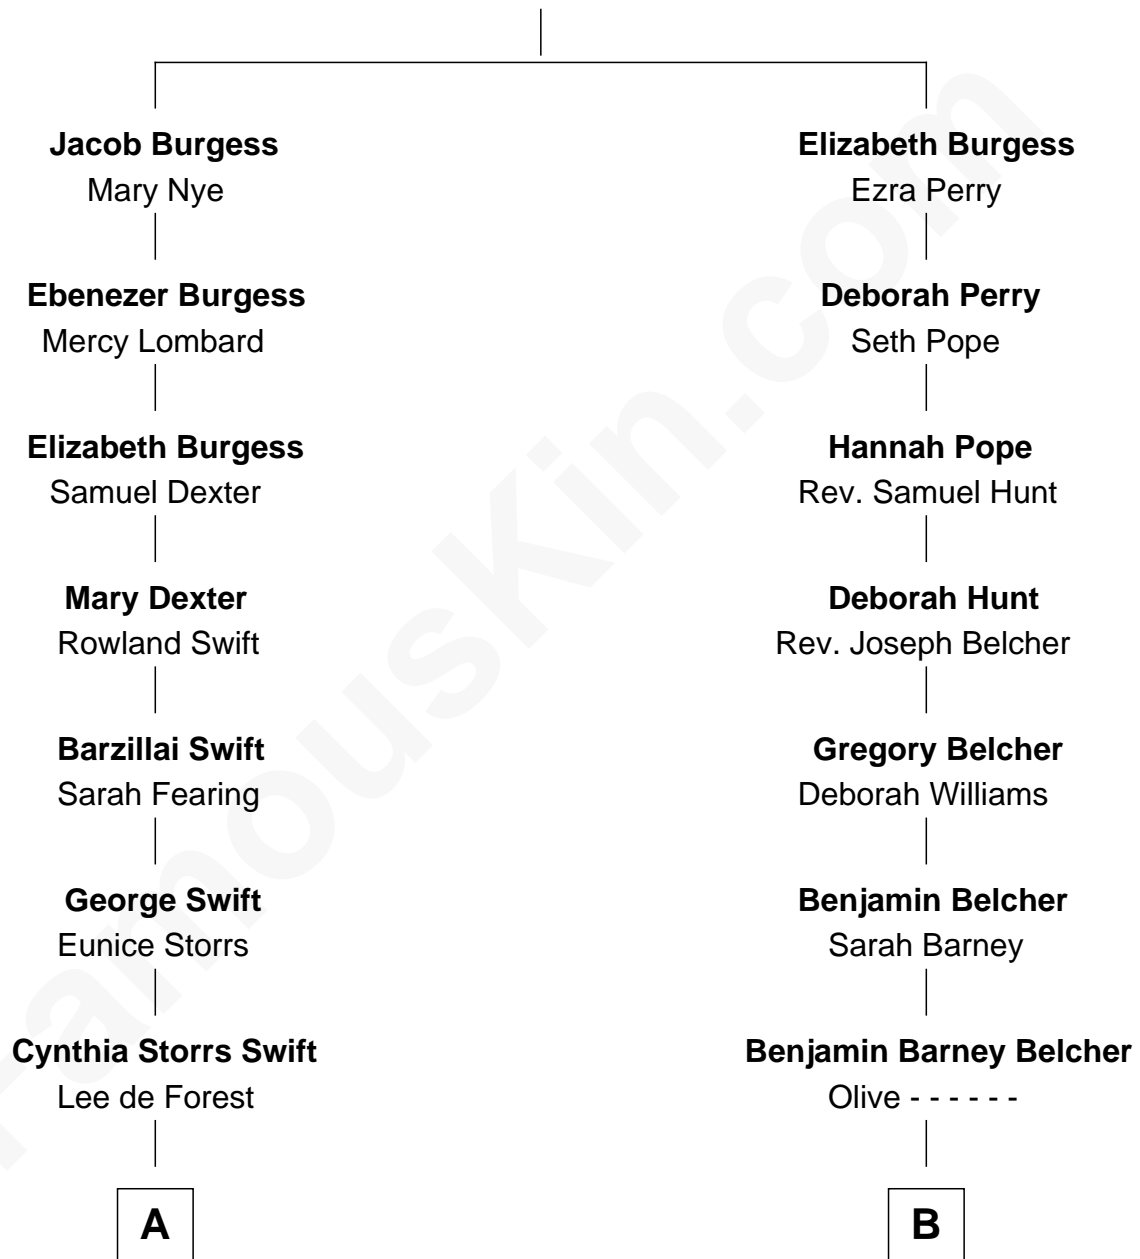 Jacob Burgess
Mary Nye
Ebenezer Burgess
Mercy Lombard
Elizabeth Burgess
Samuel Dexter
Mary Dexter
Rowland Swift
Barzillai Swift
Sarah Fearing
George Swift
Eunice Storrs
Cynthia Storrs Swift
Lee de Forest
A
Elizabeth Burgess
Ezra Perry
Deborah Perry
Seth Pope
Hannah Pope
Rev. Samuel Hunt
Deborah Hunt
Rev. Joseph Belcher
Gregory Belcher
Deborah Williams
Benjamin Belcher
Sarah Barney
Benjamin Barney Belcher
Olive - - - - - -
B
FamousKin.com